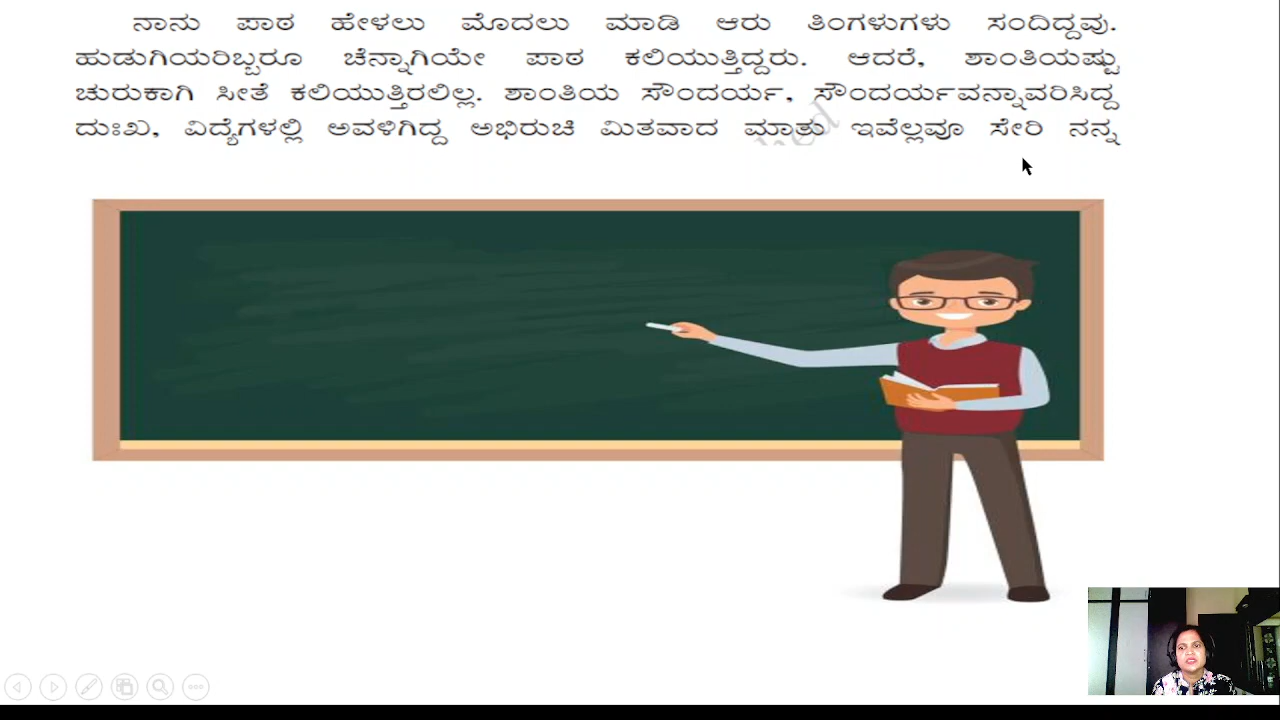 ನಾನು ಪಾಠ ಹೇಳಲು ಮೊದಲು ಮಾಡಿ ಆರು ತಿಂಗಳುಗಳು ಸಂದಿದ್ದವು.
ಹುಡುಗಿಯರಿಬ್ಬರೂ ಚೆನ್ನಾಗಿಯೇ ಪಾಠ ಕಲಿಯುತ್ತಿದ್ದರು. ಆದರೆ, ಶಾಂತಿಯಷ್ಟು
ಚುರುಕಾಗಿ ಸೀತೆ ಕಲಿಯುತ್ತಿರಲಿಲ್ಲ. ಶಾಂತಿಯ ಸೌಂದರ್ಯ, ಸೌಂದರ್ಯವನ್ನಾವರಿಸಿದ್ದ
ದುಃಖ, ವಿದ್ಯೆಗಳಲ್ಲಿ ಅವಳಿಗಿದ್ದ ಅಭಿರುಚಿ ಮಿತವಾದ ಮಾತು ಇವೆಲ್ಲವೂ ಸೇರಿ ನನ್ನ